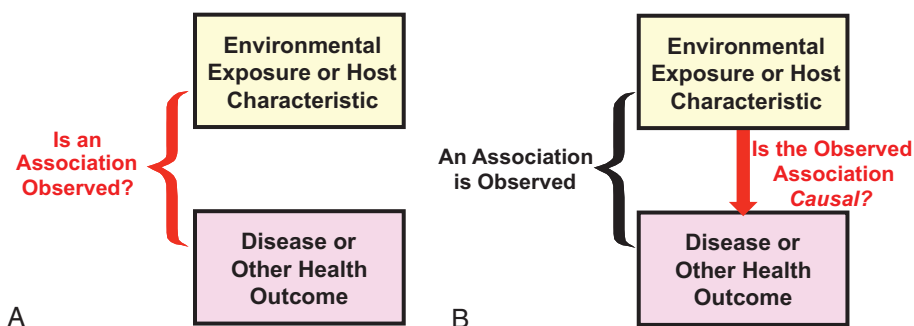 Environmental
Exposure or Host
Characteristic
Is an
Association
Observed?
Disease or
Other Health
Outcome
A
Environmental
Exposure or Host
Characteristic
An Association
is Observed
Is the Observed
Association
Causal?
Disease or
Other Health
Outcome
B